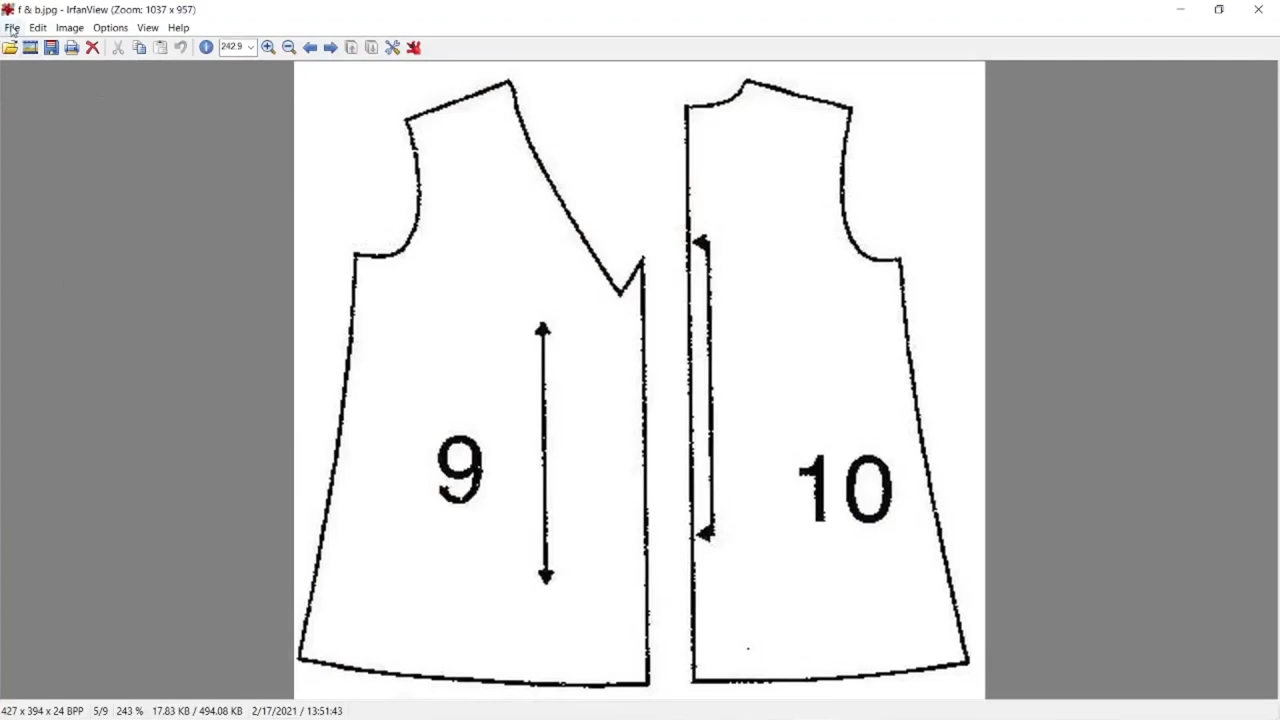 f & b.jpg - IrfanView (Zoom: 1037 x 957)
File Edit Image Options View Help
242.9
9
10
427 x 394 x 24 BPP 5/9 243 % 17.83 KB / 494.08 KB 2/17/2021 / 13:51:43